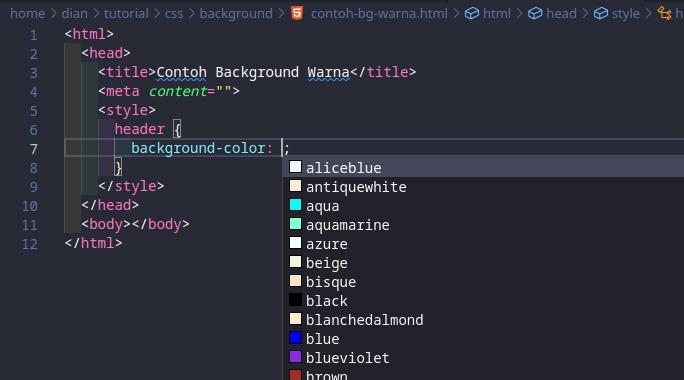 home > dian > tutorial > css > background > contoh-bg-warna.html > html > head > style > h
1 <html>
2 <head>
3 <title>Contoh Background Warna</title>
4 <meta content="">
5 <style>
6 header {
7 background-color: ;
8 }
9 </style>
10 </head>
11 <body></body>
12 </html>
aliceblue
antiquewhite
aqua
aquamarine
azure
beige
bisque
black
blanchedalmond
blue
blueviolet
brown